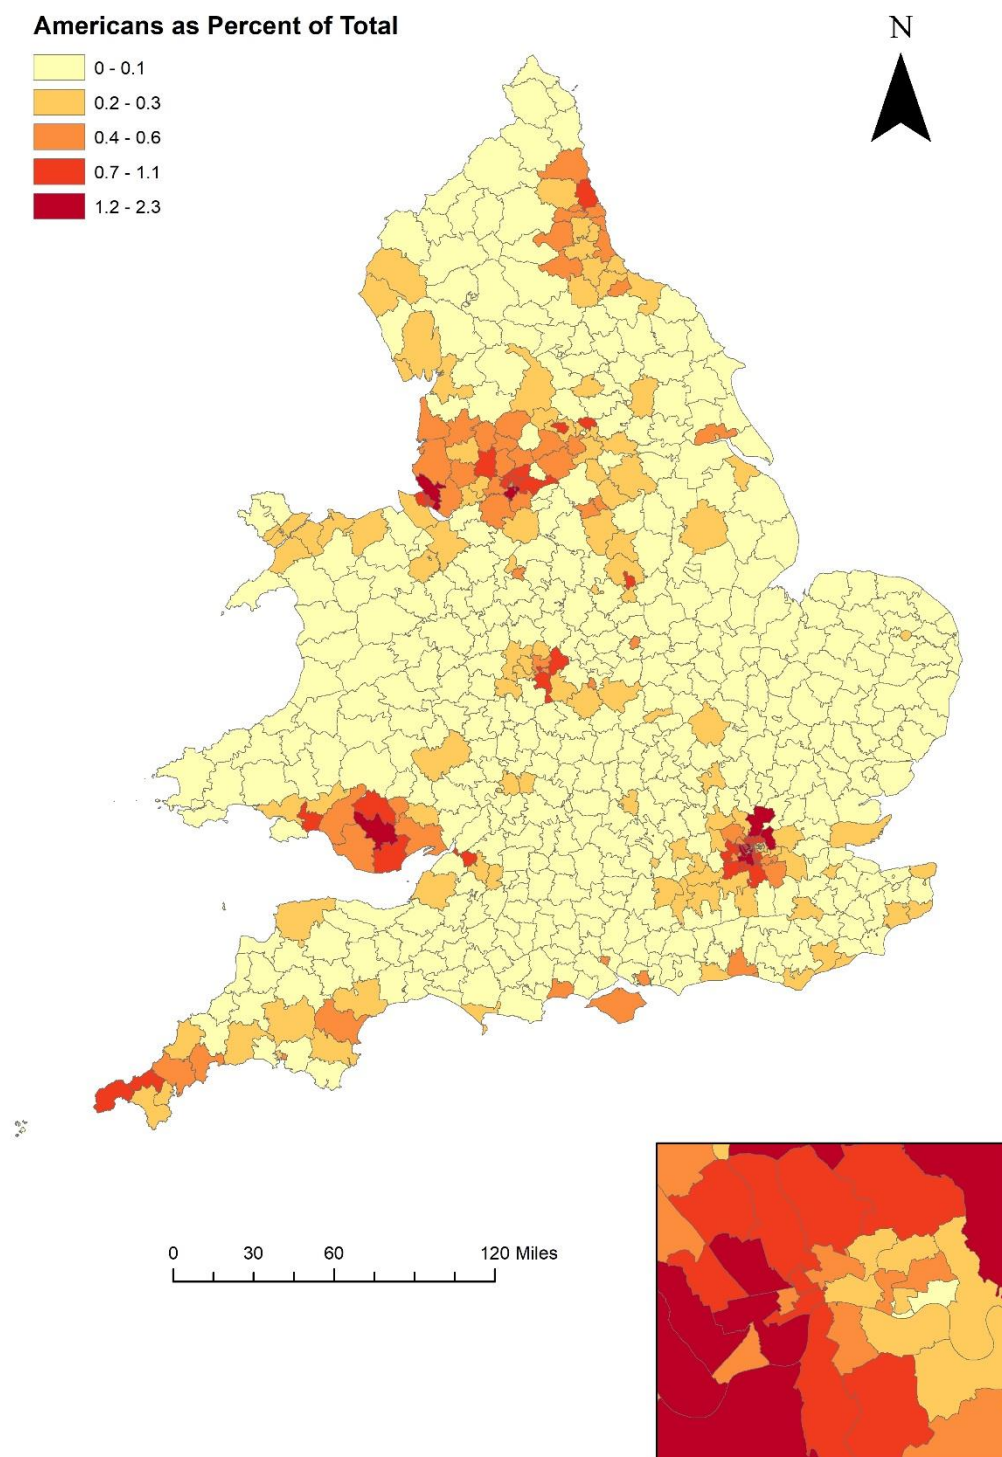 Americans as Percent of Total
0 - 0.1
0.2 - 0.3
0.4 - 0.6
0.7 - 1.1
1.2 - 2.3
N
0 30 60 120 Miles